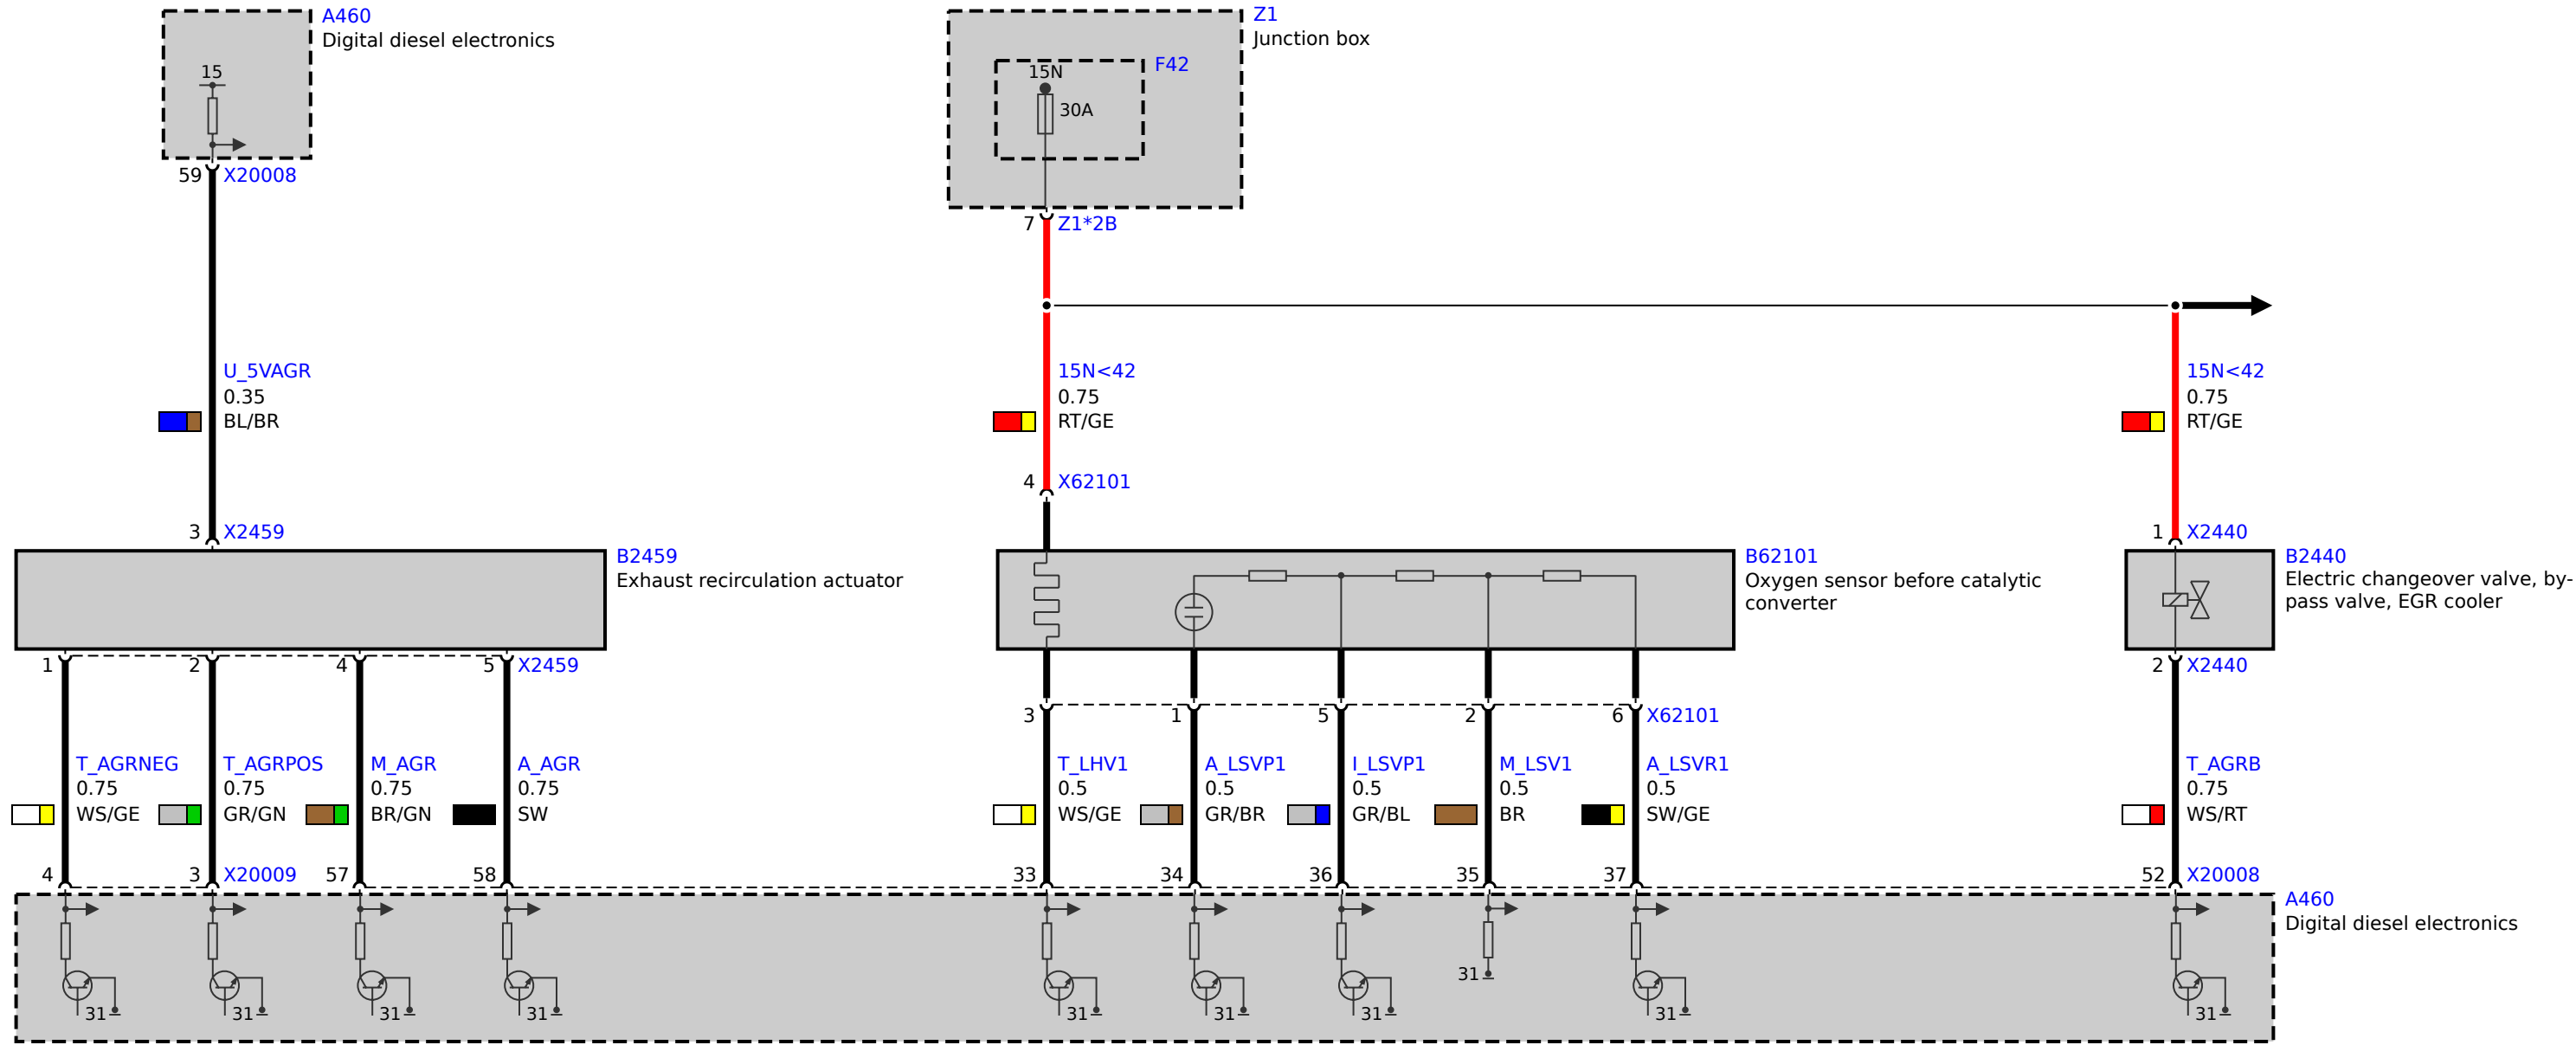 A460
Digital diesel electronics
15
59 X20008
Z1
Junction box
F42
15N
30A
7 Z1*2B
U_5VAGR
0.35
BL/BR
15N<42
0.75
RT/GE
15N<42
0.75
RT/GE
4 X62101
3 X2459
1 X2440
B2459
Exhaust recirculation actuator
B62101
Oxygen sensor before catalytic
converter
B2440
Electric changeover valve, by-
pass valve, EGR cooler
1 2 4 5 X2459
2 X2440
3 1 5 2 6 X62101
T_AGRNEG
0.75
WS/GE
T_AGRPOS
0.75
GR/GN
M_AGR
0.75
BR/GN
A_AGR
0.75
SW
T_LHV1
0.5
WS/GE
A_LSVP1
0.5
GR/BR
I_LSVP1
0.5
GR/BL
M_LSV1
0.5
BR
A_LSVR1
0.5
SW/GE
T_AGRB
0.75
WS/RT
4 3 X20009 57 58 33 34 36 35 37 52 X20008
A460
Digital diesel electronics
31 31 31 31 31 31 31 31 31 31